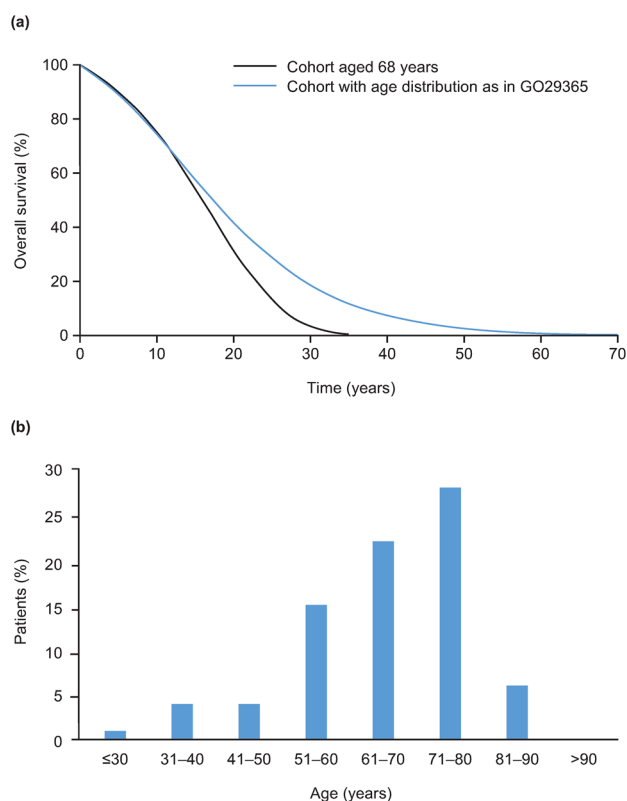 (a)
100
80
60
40
20
0
Overall survival (%)
Cohort aged 68 years
Cohort with age distribution as in GO29365
0 10 20 30 40 50 60 70
Time (years)
(b)
30
25
20
15
10
5
0
Patients (%)
≤30 31–40 41–50 51–60 61–70 71–80 81–90 >90
Age (years)